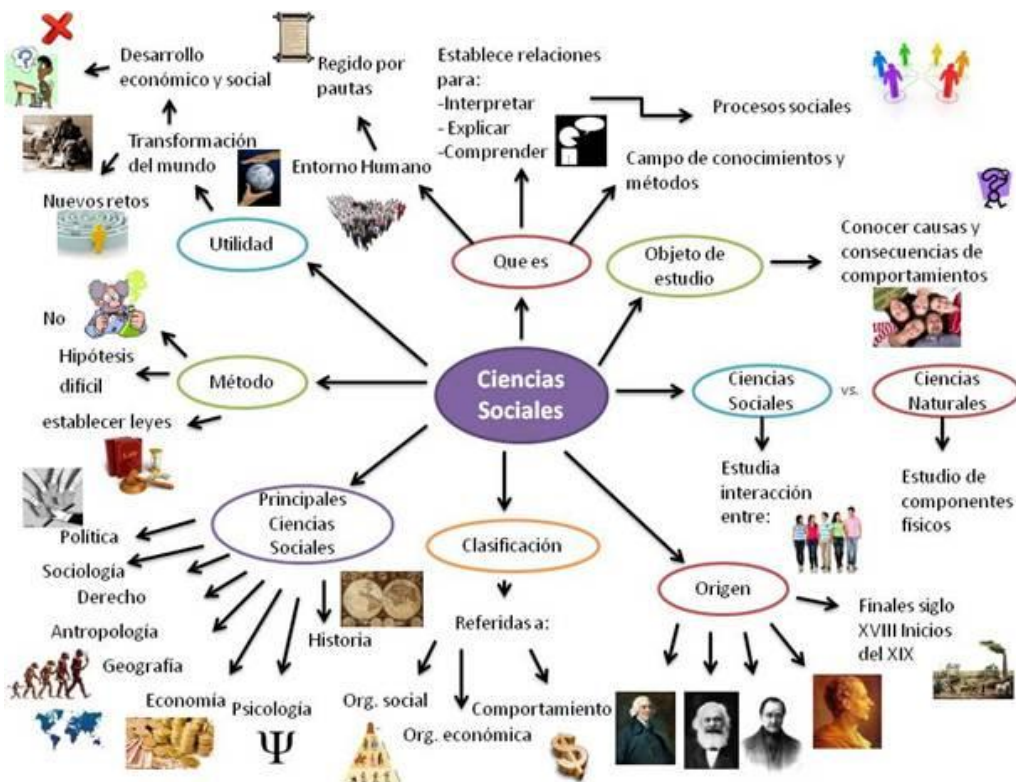 Desarrollo
económico y social
Regido por
pautas
Establece relaciones
para:
-Interpretar
- Explicar
-Comprender
Procesos sociales
Transformación
del mundo
Entorno Humano
Campo de conocimientos y
métodos
Nuevos retos
Utilidad
Que es
Objeto de
estudio
Conocer causas y
consecuencias de
comportamientos
No
Hipótesis
difícil
establecer leyes
Método
Ciencias
Sociales
Ciencias
Sociales
vs.
Ciencias
Naturales
Estudia
interacción
entre:
Estudio de
componentes
físicos
Principales
Ciencias
Sociales
Política
Sociología
Derecho
Antropología
Geografía
Economía
Psicología
Ψ
Historia
Clasificación
Referidas a:
Org. social
Org. económica
Comportamiento
Origen
Finales siglo
XVIII Inicios
del XIX